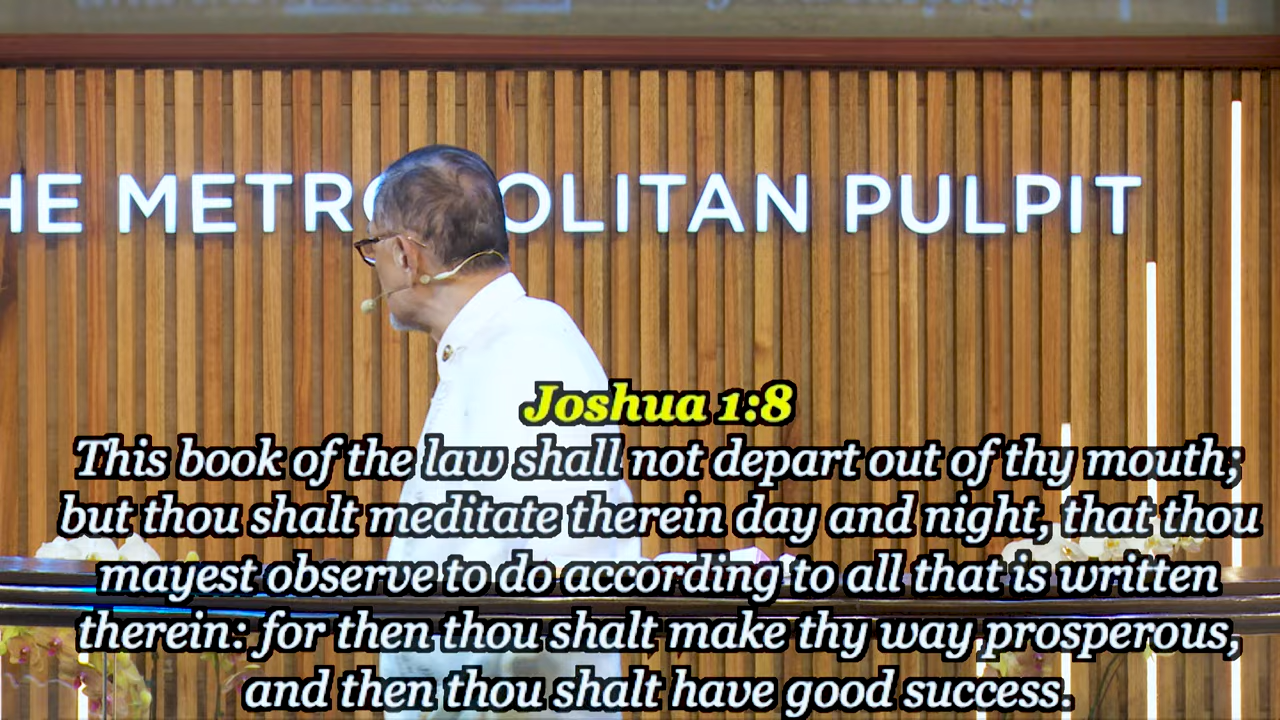 HE METROPOLITAN PULPIT
Joshua 1:8
This book of the law shall not depart out of thy mouth;
but thou shalt meditate therein day and night, that thou
mayest observe to do according to all that is written
therein: for then thou shalt make thy way prosperous,
and then thou shalt have good success.